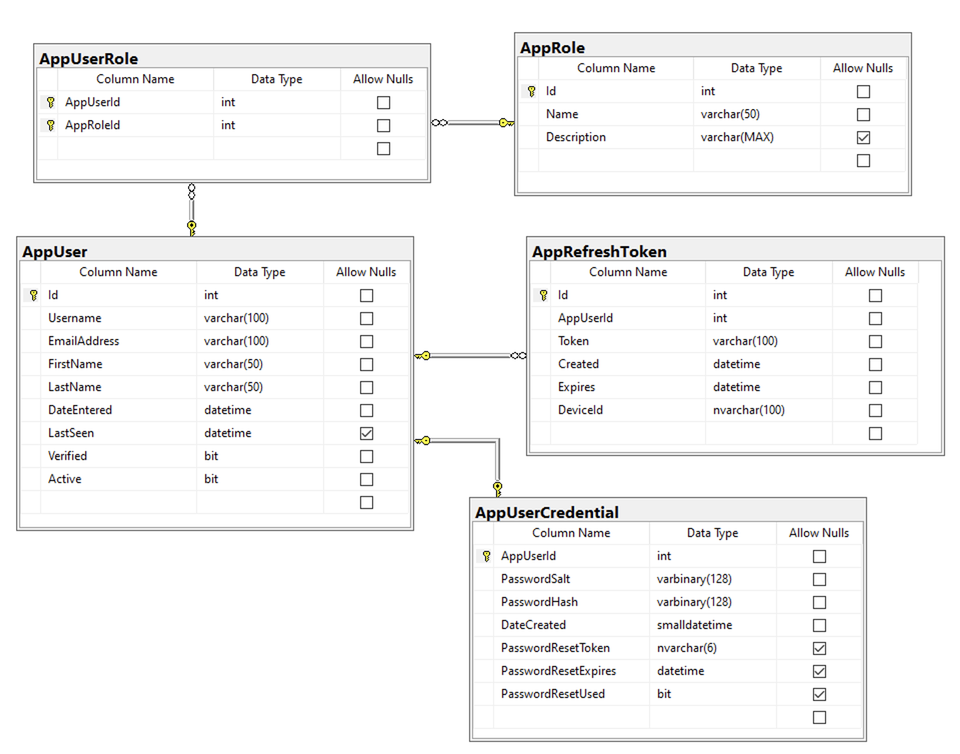 AppUserRole
Column Name Data Type Allow Nulls
AppUserId int
AppRoleId int
AppRole
Column Name Data Type Allow Nulls
Id int
Name varchar(50)
Description varchar(MAX)
AppUser
Column Name Data Type Allow Nulls
Id int
Username varchar(100)
EmailAddress varchar(100)
FirstName varchar(50)
LastName varchar(50)
DateEntered datetime
LastSeen datetime
Verified bit
Active bit
AppRefreshToken
Column Name Data Type Allow Nulls
Id int
AppUserId int
Token varchar(100)
Created datetime
Expires datetime
DeviceId nvarchar(100)
AppUserCredential
Column Name Data Type Allow Nulls
AppUserId int
PasswordSalt varbinary(128)
PasswordHash varbinary(128)
DateCreated smalldatetime
PasswordResetToken nvarchar(6)
PasswordResetExpires datetime
PasswordResetUsed bit